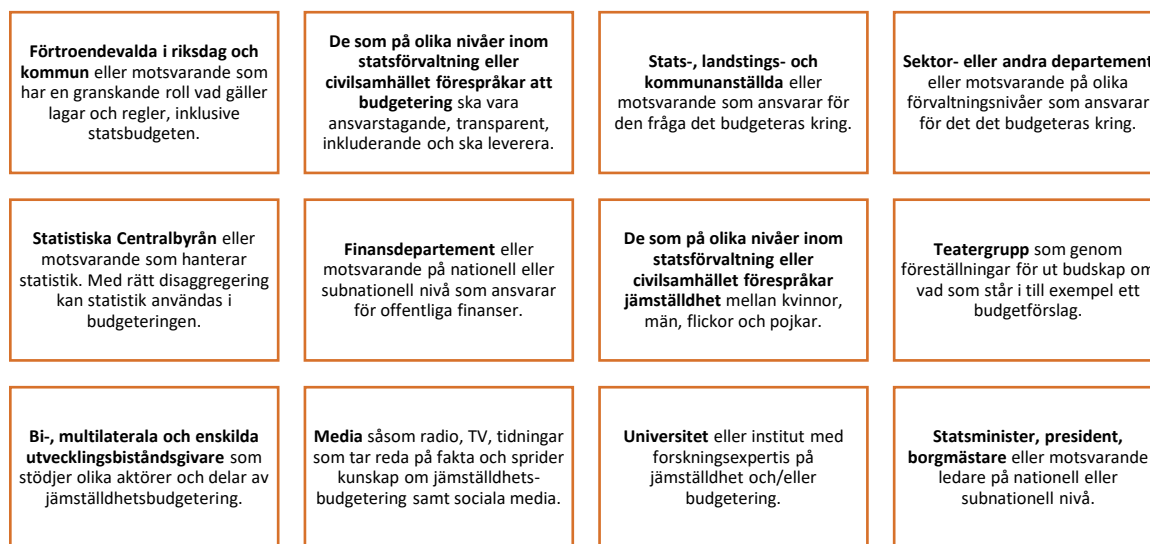 Förtroendevalda i riksdag och
kommun eller motsvarande som
har en granskande roll vad gäller
lagar och regler, inklusive
statsbudgeten.
De som på olika nivåer inom
statsförvaltning eller
civilsamhället förespråkar att
budgetering ska vara
ansvarstagande, transparent,
inkluderande och ska leverera.
Stats-, landstings- och
kommunanställda eller
motsvarande som ansvarar för
den fråga det budgeteras kring.
Sektor- eller andra departement
eller motsvarande på olika
förvaltningsnivåer som ansvarar
för det det budgeteras kring.
Statistiska Centralbyrån eller
motsvarande som hanterar
statistik. Med rätt disaggregering
kan statistik användas i
budgeteringen.
Finansdepartement eller
motsvarande på nationell eller
subnationell nivå som ansvarar
för offentliga finanser.
De som på olika nivåer inom
statsförvaltning eller
civilsamhället förespråkar
jämställdhet mellan kvinnor,
män, flickor och pojkar.
Teatergrupp som genom
föreställningar för ut budskap om
vad som står i till exempel ett
budgetförslag.
Bi-, multilaterala och enskilda
utvecklingsbiståndsgivare som
stödjer olika aktörer och delar av
jämställdhetsbudgetering.
Media såsom radio, TV, tidningar
som tar reda på fakta och sprider
kunskap om jämställdhets-
budgetering samt sociala media.
Universitet eller institut med
forskningsexpertis på
jämställdhet och/eller
budgetering.
Statsminister, president,
borgmästare eller motsvarande
ledare på nationell eller
subnationell nivå.